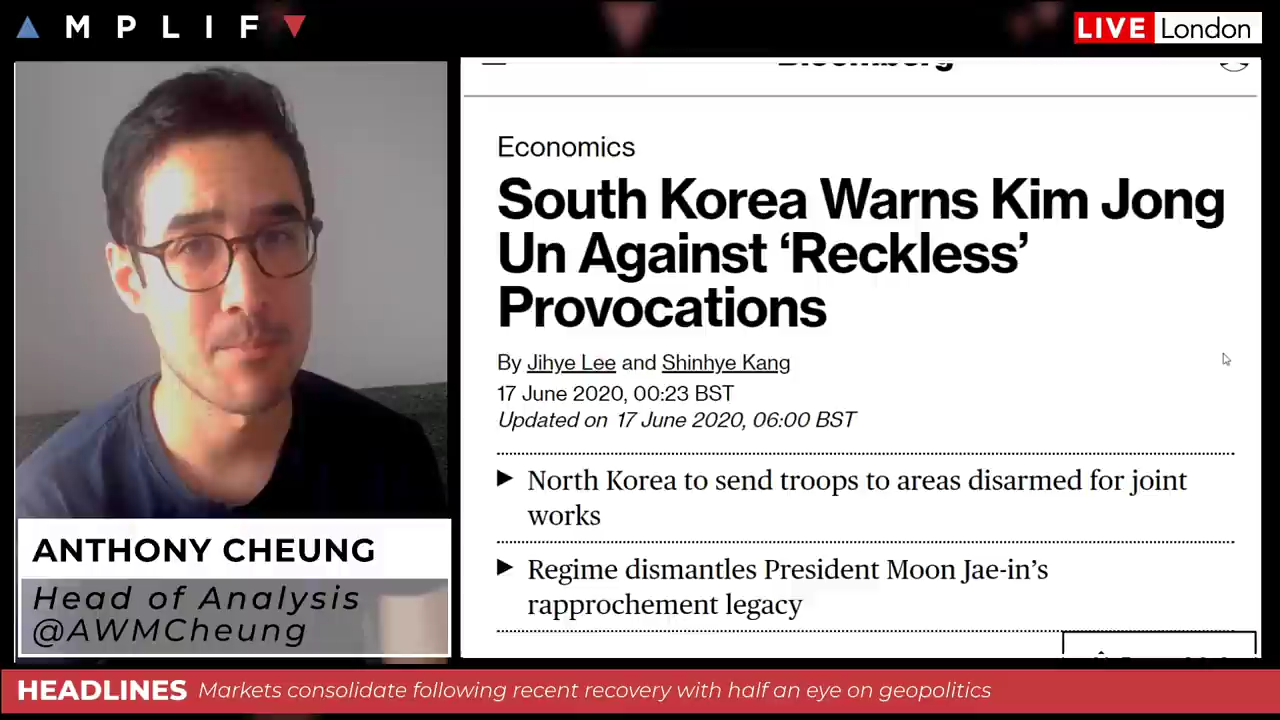 MPLIF
LIVE London
Bloomberg
Economics
South Korea Warns Kim Jong
Un Against ‘Reckless’
Provocations
By Jihye Lee and Shinhye Kang
17 June 2020, 00:23 BST
Updated on 17 June 2020, 06:00 BST
North Korea to send troops to areas disarmed for joint
works
Regime dismantles President Moon Jae-in’s
rapprochement legacy
ANTHONY CHEUNG
Head of Analysis
@AWMCheung
HEADLINES Markets consolidate following recent recovery with half an eye on geopolitics